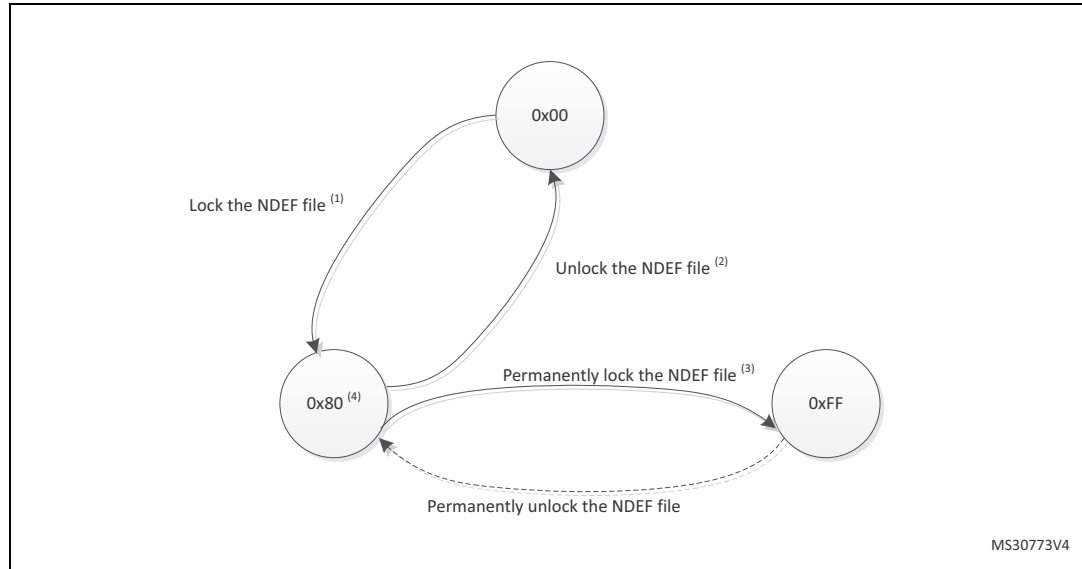 0x00
Lock the NDEF file (1)
Unlock the NDEF file (2)
Permanently lock the NDEF file (3)
0x80 (4)
0xFF
Permanently unlock the NDEF file
MS30773V4